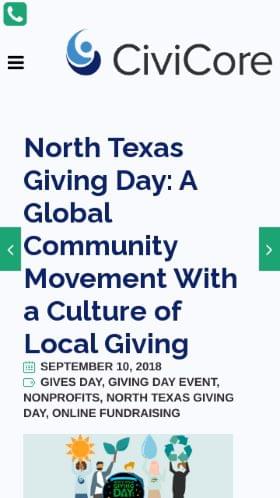 CiviCore
North Texas
Giving Day: A
Global
Community
Movement With
a Culture of
Local Giving
SEPTEMBER 10, 2018
GIVES DAY, GIVING DAY EVENT,
NONPROFITS, NORTH TEXAS GIVING
DAY, ONLINE FUNDRAISING
GIVING
DAY